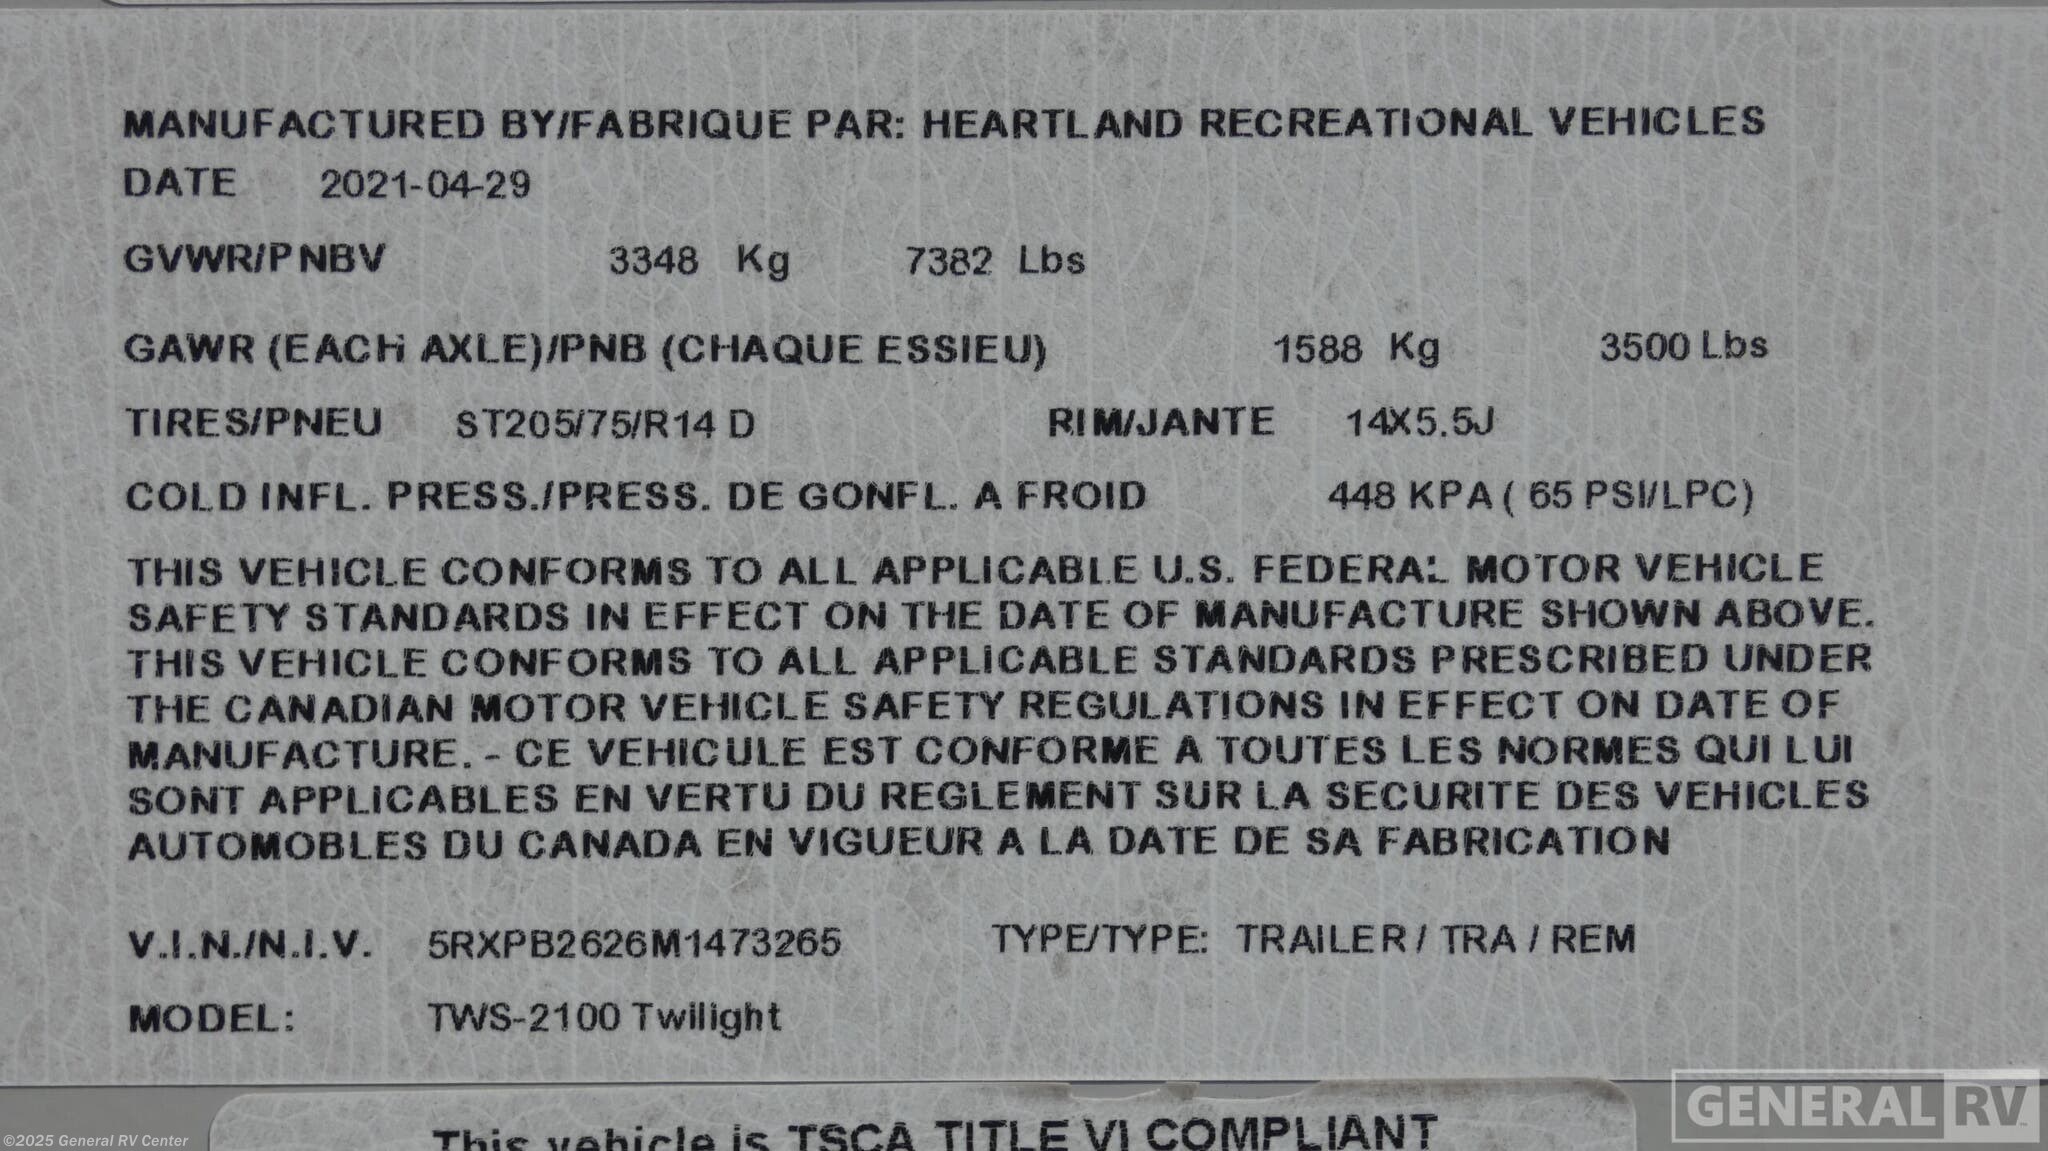 MANUFACTURED BY/FABRIQUE PAR: HEARTLAND RECREATIONAL VEHICLES
DATE 2021-04-29
GVWR/PNBV 3348 Kg 7382 Lbs
GAWR (EACH AXLE)/PNB (CHAQUE ESSIEU) 1588 Kg 3500 Lbs
TIRES/PNEU ST205/75/R14 D RIM/JANTE 14X5.5J
COLD INFL. PRESS./PRESS. DE GONFL. A FROID 448 KPA ( 65 PSI/LPC)
THIS VEHICLE CONFORMS TO ALL APPLICABLE U.S. FEDERAL MOTOR VEHICLE
SAFETY STANDARDS IN EFFECT ON THE DATE OF MANUFACTURE SHOWN ABOVE.
THIS VEHICLE CONFORMS TO ALL APPLICABLE STANDARDS PRESCRIBED UNDER
THE CANADIAN MOTOR VEHICLE SAFETY REGULATIONS IN EFFECT ON DATE OF
MANUFACTURE. - CE VEHICULE EST CONFORME A TOUTES LES NORMES QUI LUI
SONT APPLICABLES EN VERTU DU REGLEMENT SUR LA SECURITE DES VEHICLES
AUTOMOBLES DU CANADA EN VIGUEUR A LA DATE DE SA FABRICATION
V.I.N./N.I.V. 5RXPB2626M1473265 TYPE/TYPE: TRAILER / TRA / REM
MODEL: TWS-2100 Twilight
This vehicle is TSCA TITLE VI COMPLIANT
GENERAL RV
©2025 General RV Center